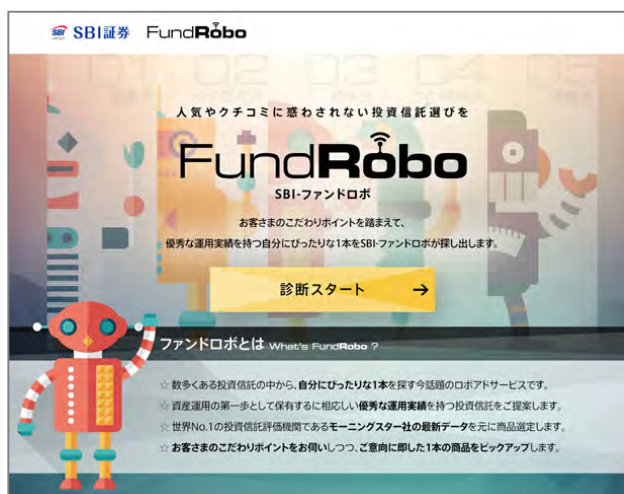 SBI SBI証券 FundRobo
01 02 03 04 05
人気やクチコミに惑わされない投資信託選びを
FundRobo
SBI-ファンドロボ
お客さまのこだわりポイントを踏まえて、
優秀な運用実績を持つ自分にぴったりな1本をSBI-ファンドロボが探し出します。
診断スタート →
ファンドロボとは What's FundRobo ?
☆ 数多くある投資信託の中から、自分にぴったりな1本を探す今話題のロボアドサービスです。
☆ 資産運用の第一歩として保有するに相応しい優秀な運用実績を持つ投資信託をご提案します。
☆ 世界No.1の投資信託評価機関であるモーニングスター社の最新データを元に商品選定します。
☆ お客さまのこだわりポイントをお伺いしつつ、ご意向に即した1本の商品をピックアップします。